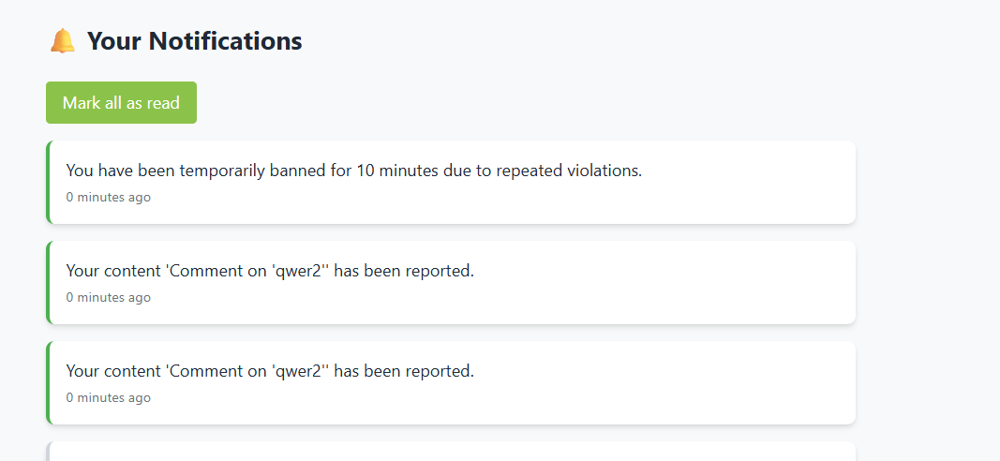 🔔 Your Notifications
Mark all as read
You have been temporarily banned for 10 minutes due to repeated violations.
0 minutes ago
Your content 'Comment on 'qwer2'' has been reported.
0 minutes ago
Your content 'Comment on 'qwer2'' has been reported.
0 minutes ago